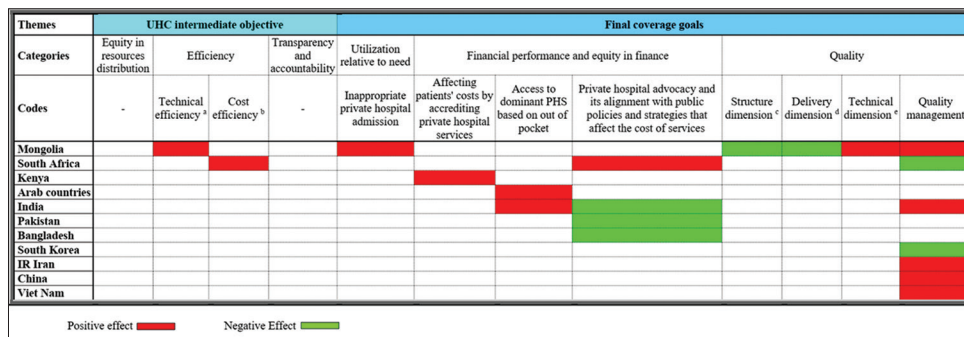 Themes UHC intermediate objective Final coverage goals
Categories Equity in resources distribution Efficiency Transparency and accountability Utilization relative to need Financial performance and equity in finance Quality
Codes - Technical efficiency a Cost efficiency b - Inappropriate private hospital admission Affecting patients' costs by accrediting private hospital services Access to dominant PHS based on out of pocket Private hospital advocacy and its alignment with public policies and strategies that affect the cost of services Structure dimension c Delivery dimension d Technical dimension e Quality management
Mongolia
South Africa
Kenya
Arab countries
India
Pakistan
Bangladesh
South Korea
IR Iran
China
Viet Nam
Positive effect Negative Effect